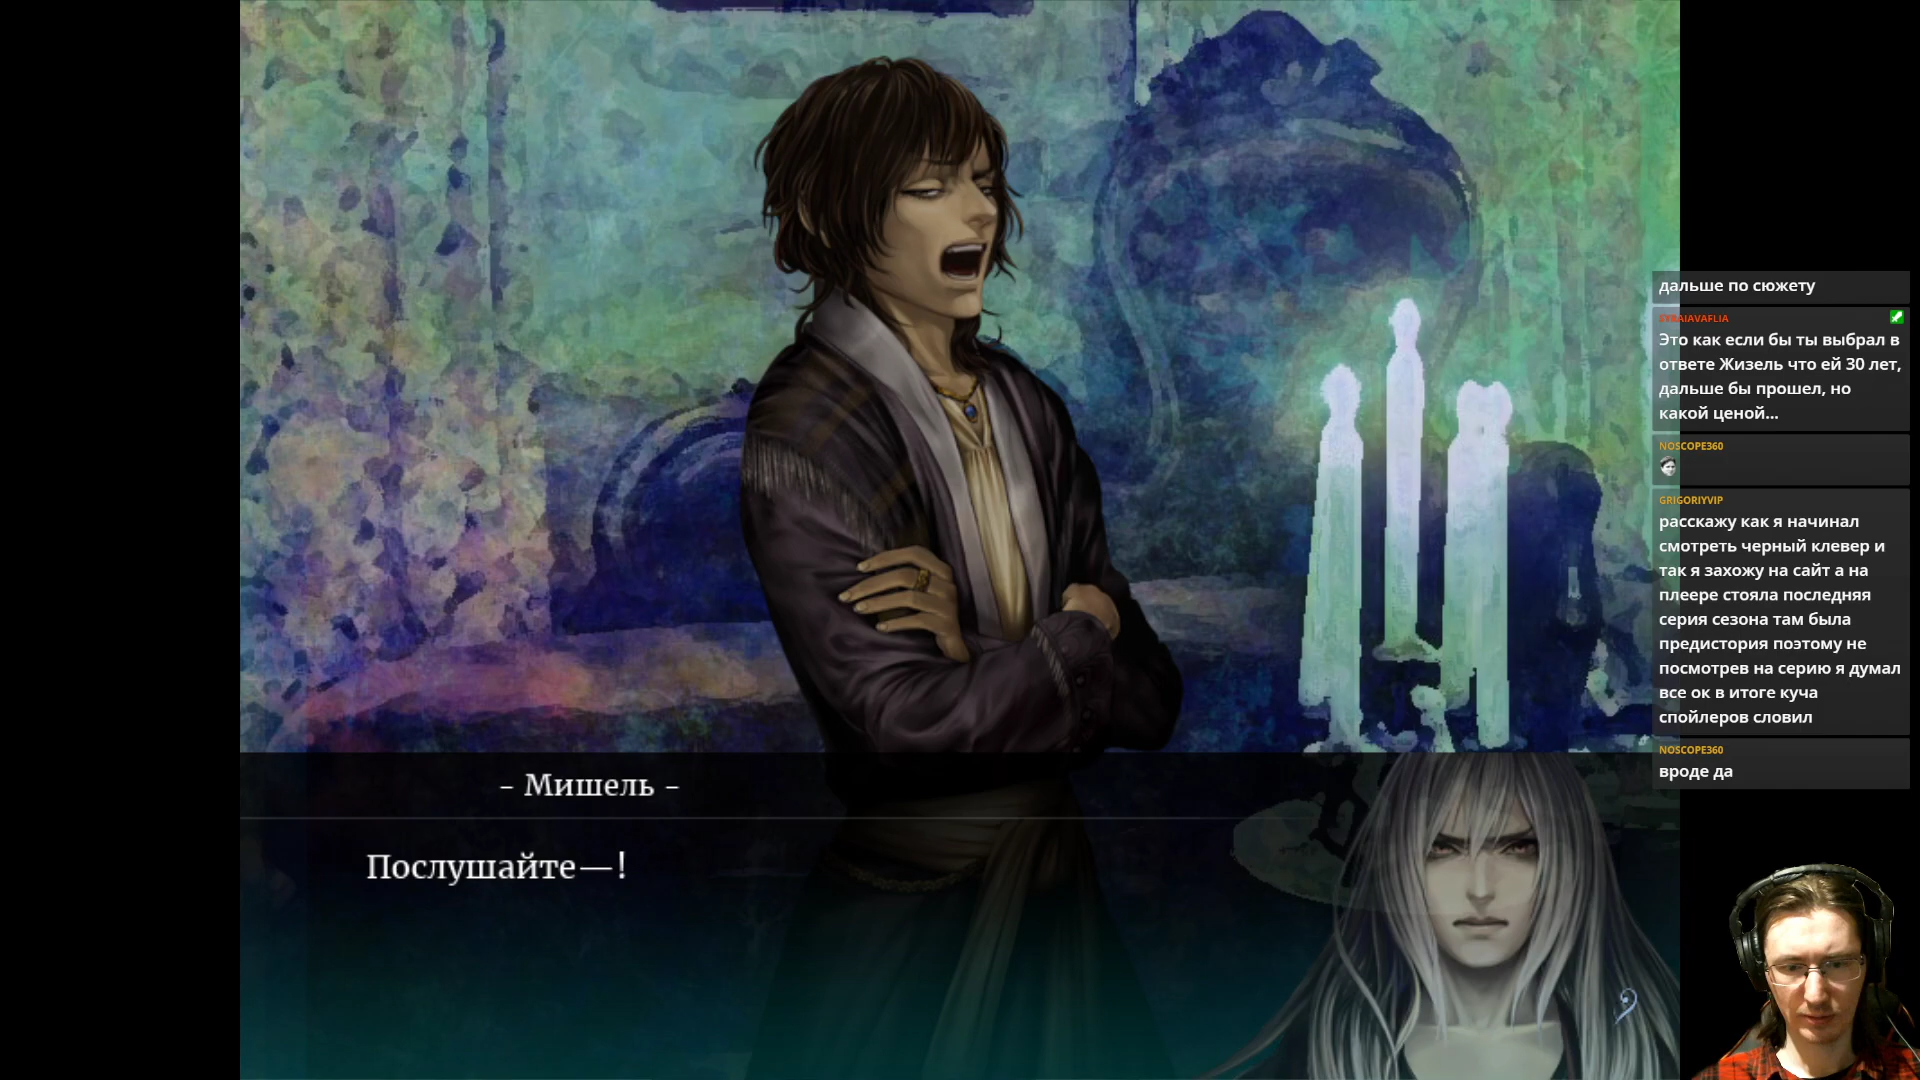 дальше по сюжету
STRAIAVAFLIA
Это как если бы ты выбрал в
ответе Жизель что ей 30 лет,
дальше бы прошел, но
какой ценой...
NOSCOPE360
GRIGORIYVIP
расскажу как я начинал
смотреть черный клевер и
так я захожу на сайт а на
плеере стояла последняя
серия сезона там была
предистория поэтому не
посмотрев на серию я думал
все ок в итоге куча
спойлеров словил
NOSCOPE360
вроде да
- Мишель -
Послушайте—!